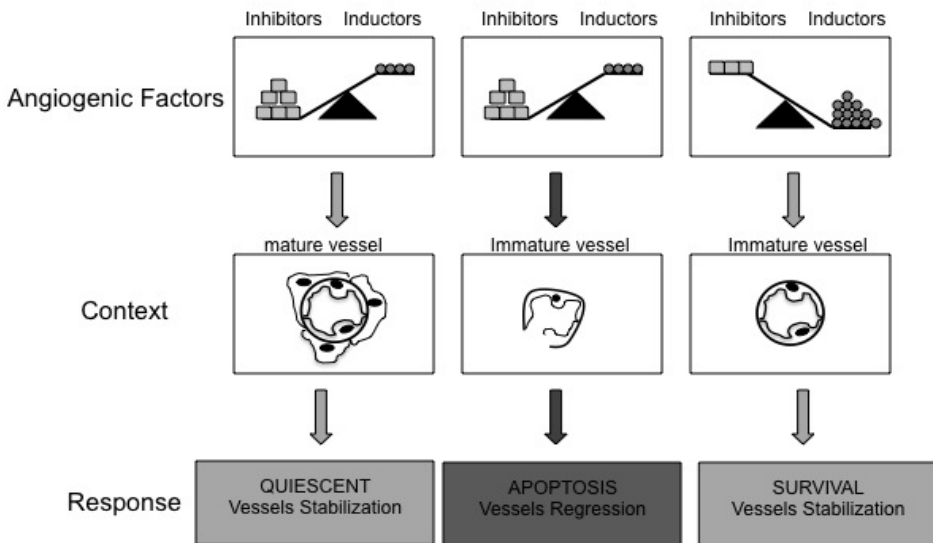 Inhibitors Inductors Inhibitors Inductors Inhibitors Inductors
Angiogenic Factors
mature vessel Immature vessel Immature vessel
Context
QUIESCENT APOPTOSIS SURVIVAL
Response Vessels Stabilization Vessels Regression Vessels Stabilization